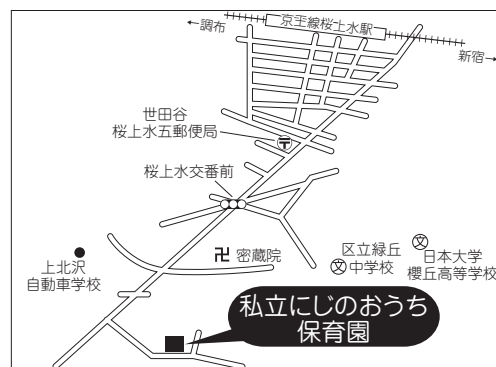 京王線桜上水駅
←調布
新宿→
世田谷
桜上水五郵便局
桜上水交番前
上北沢
自動車学校
卍 密蔵院
区立緑丘
文 中学校
文 日本大学
櫻丘高等学校
私立にじのおうち
保育園